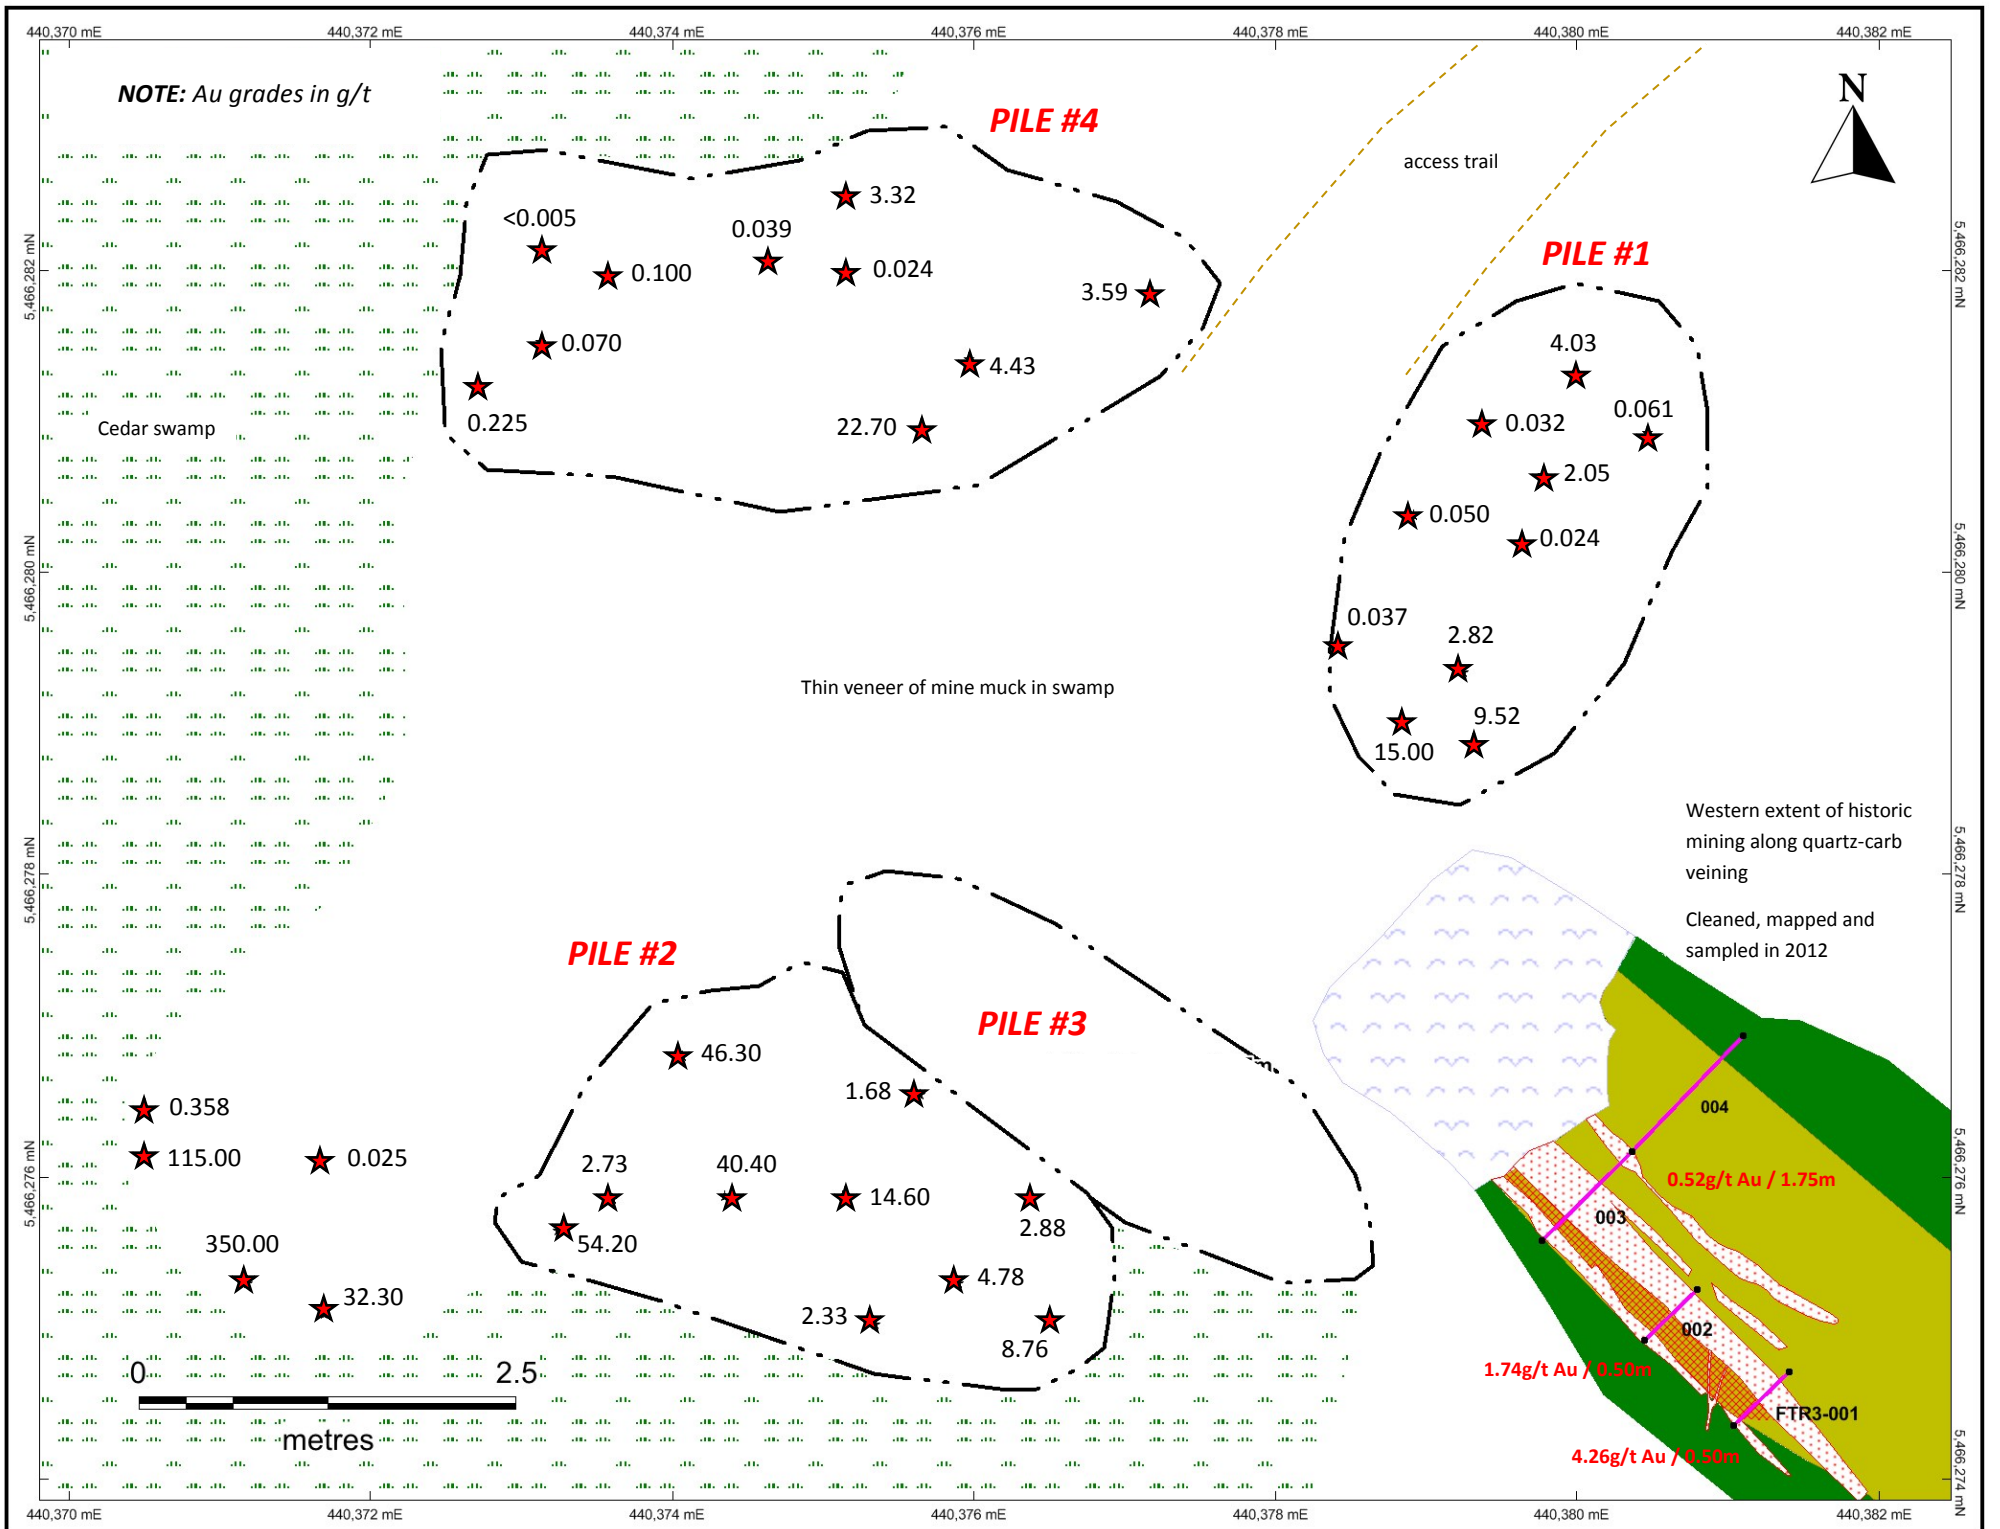 440,370 mE
440,372 mE
440,374 mE
440,376 mE
440,378 mE
440,380 mE
440,382 mE
NOTE: Au grades in g/t
PILE #4
N
access trail
3.32
<0.005
0.039
0.100
0.024
3.59
0.070
4.43
0.225
22.70
Cedar swamp
PILE #1
4.03
0.032
0.061
2.05
0.050
0.024
0.037
2.82
9.52
15.00
5,466,282 mN
5,466,282 mN
5,466,280 mN
5,466,280 mN
Thin veneer of mine muck in swamp
Western extent of historic
mining along quartz-carb
veining
Cleaned, mapped and
sampled in 2012
5,466,278 mN
5,466,278 mN
PILE #2
PILE #3
46.30
1.68
0.358
115.00
0.025
2.73
40.40
14.60
2.88
54.20
350.00
32.30
4.78
2.33
8.76
004
0.52g/t Au / 1.75m
003
002
1.74g/t Au / 0.50m
FTR3-001
4.26g/t Au / 0.50m
5,466,276 mN
5,466,276 mN
5,466,274 mN
0
2.5
metres
440,370 mE
440,372 mE
440,374 mE
440,376 mE
440,378 mE
440,380 mE
440,382 mE